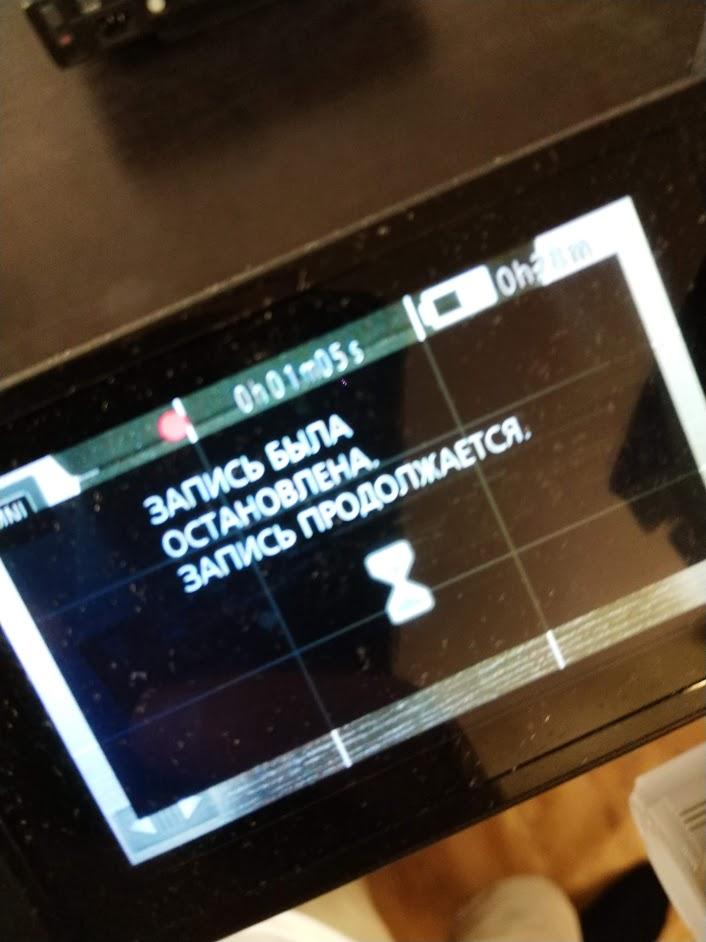 0h01m05s
ЗАПИСЬ БЫЛА
ОСТАНОВЛЕНА.
ЗАПИСЬ ПРОДОЛЖАЕТСЯ.